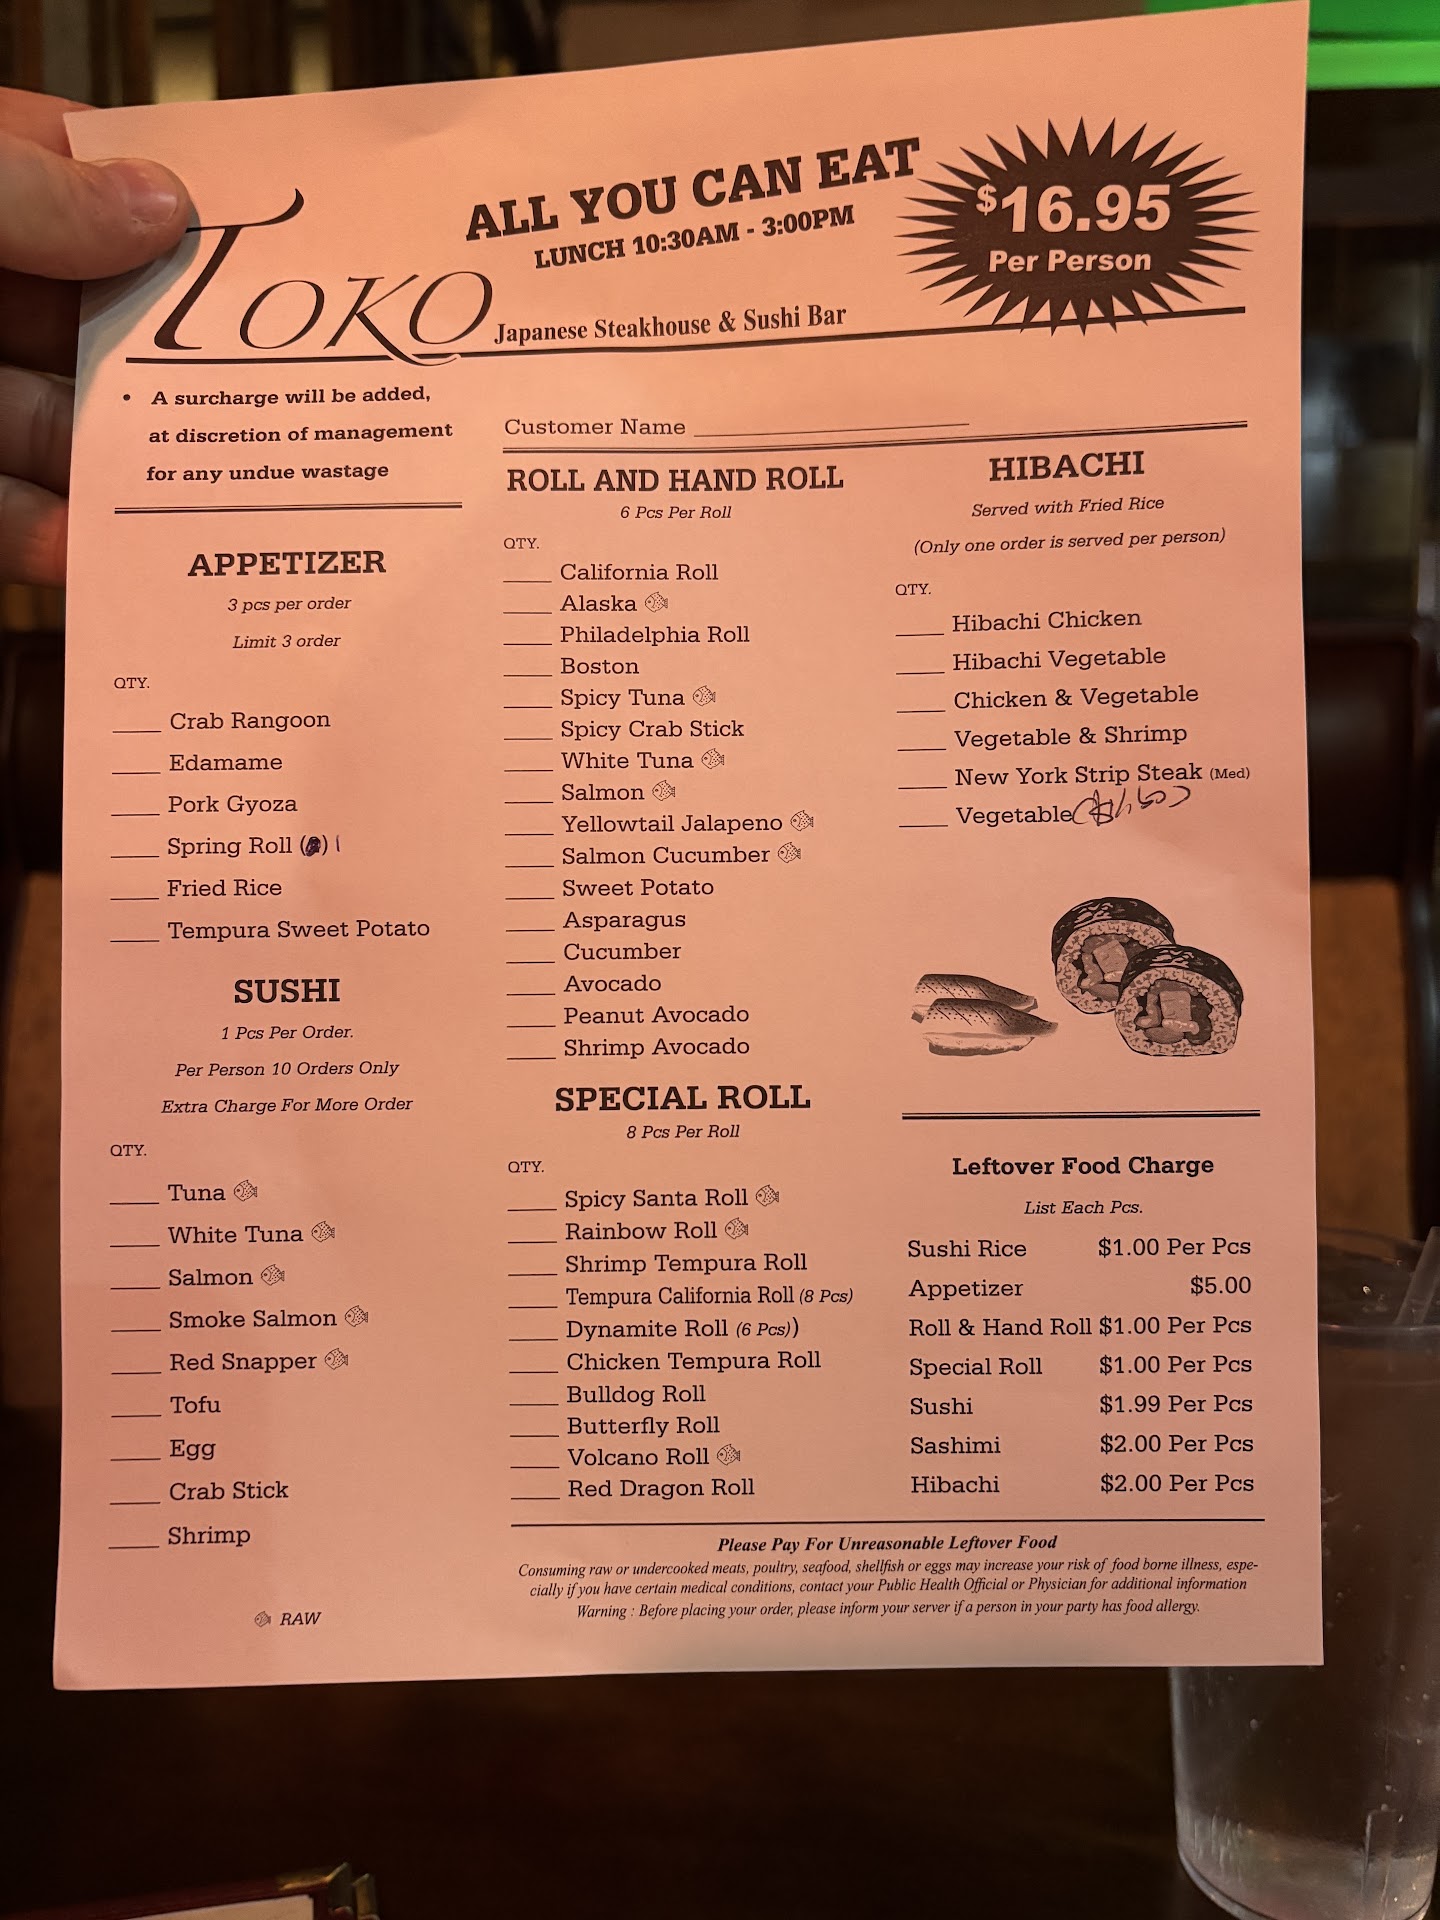 ALL YOU CAN EAT
LUNCH 10:30AM - 3:00PM
$16.95
Per Person
TOKO
Japanese Steakhouse & Sushi Bar
• A surcharge will be added,
at discretion of management
for any undue wastage
APPETIZER
3 pcs per order
Limit 3 order
QTY.
Crab Rangoon
Edamame
Pork Gyoza
Spring Roll ( ) 1
Fried Rice
Tempura Sweet Potato
SUSHI
1 Pcs Per Order.
Per Person 10 Orders Only
Extra Charge For More Order
QTY.
Tuna
White Tuna
Salmon
Smoke Salmon
Red Snapper
Tofu
Egg
Crab Stick
Shrimp
RAW
Customer Name
ROLL AND HAND ROLL
6 Pcs Per Roll
QTY.
California Roll
Alaska
Philadelphia Roll
Boston
Spicy Tuna
Spicy Crab Stick
White Tuna
Salmon
Yellowtail Jalapeno
Salmon Cucumber
Sweet Potato
Asparagus
Cucumber
Avocado
Peanut Avocado
Shrimp Avocado
SPECIAL ROLL
8 Pcs Per Roll
QTY.
Spicy Santa Roll
Rainbow Roll
Shrimp Tempura Roll
Tempura California Roll (8 Pcs)
Dynamite Roll (6 Pcs))
Chicken Tempura Roll
Bulldog Roll
Butterfly Roll
Volcano Roll
Red Dragon Roll
HIBACHI
Served with Fried Rice
(Only one order is served per person)
QTY.
Hibachi Chicken
Hibachi Vegetable
Chicken & Vegetable
Vegetable & Shrimp
New York Strip Steak (Med)
Vegetable
Leftover Food Charge
List Each Pcs.
Sushi Rice $1.00 Per Pcs
Appetizer $5.00
Roll & Hand Roll $1.00 Per Pcs
Special Roll $1.00 Per Pcs
Sushi $1.99 Per Pcs
Sashimi $2.00 Per Pcs
Hibachi $2.00 Per Pcs
Please Pay For Unreasonable Leftover Food
Consuming raw or undercooked meats, poultry, seafood, shellfish or eggs may increase your risk of food borne illness, espe-
cially if you have certain medical conditions, contact your Public Health Official or Physician for additional information
Warning : Before placing your order, please inform your server if a person in your party has food allergy.